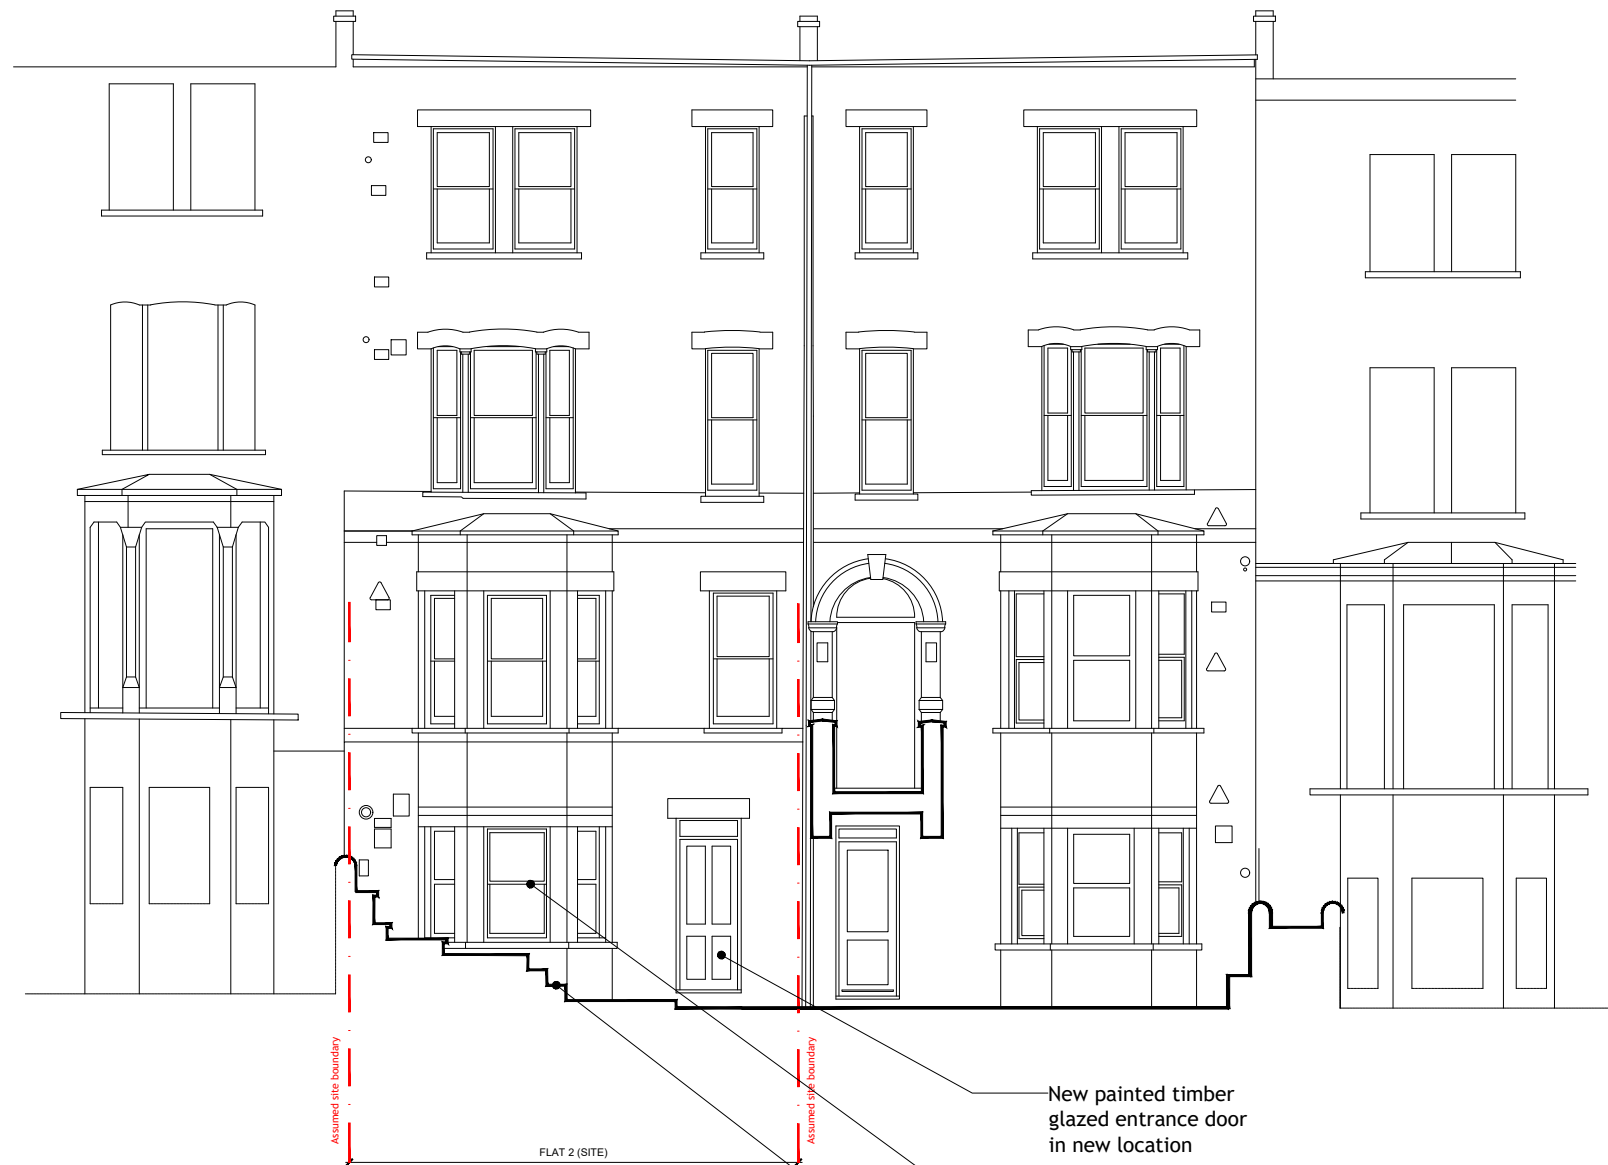 Assumed site boundary
Assumed site boundary
New painted timber
glazed entrance door
in new location
FLAT 2 (SITE)